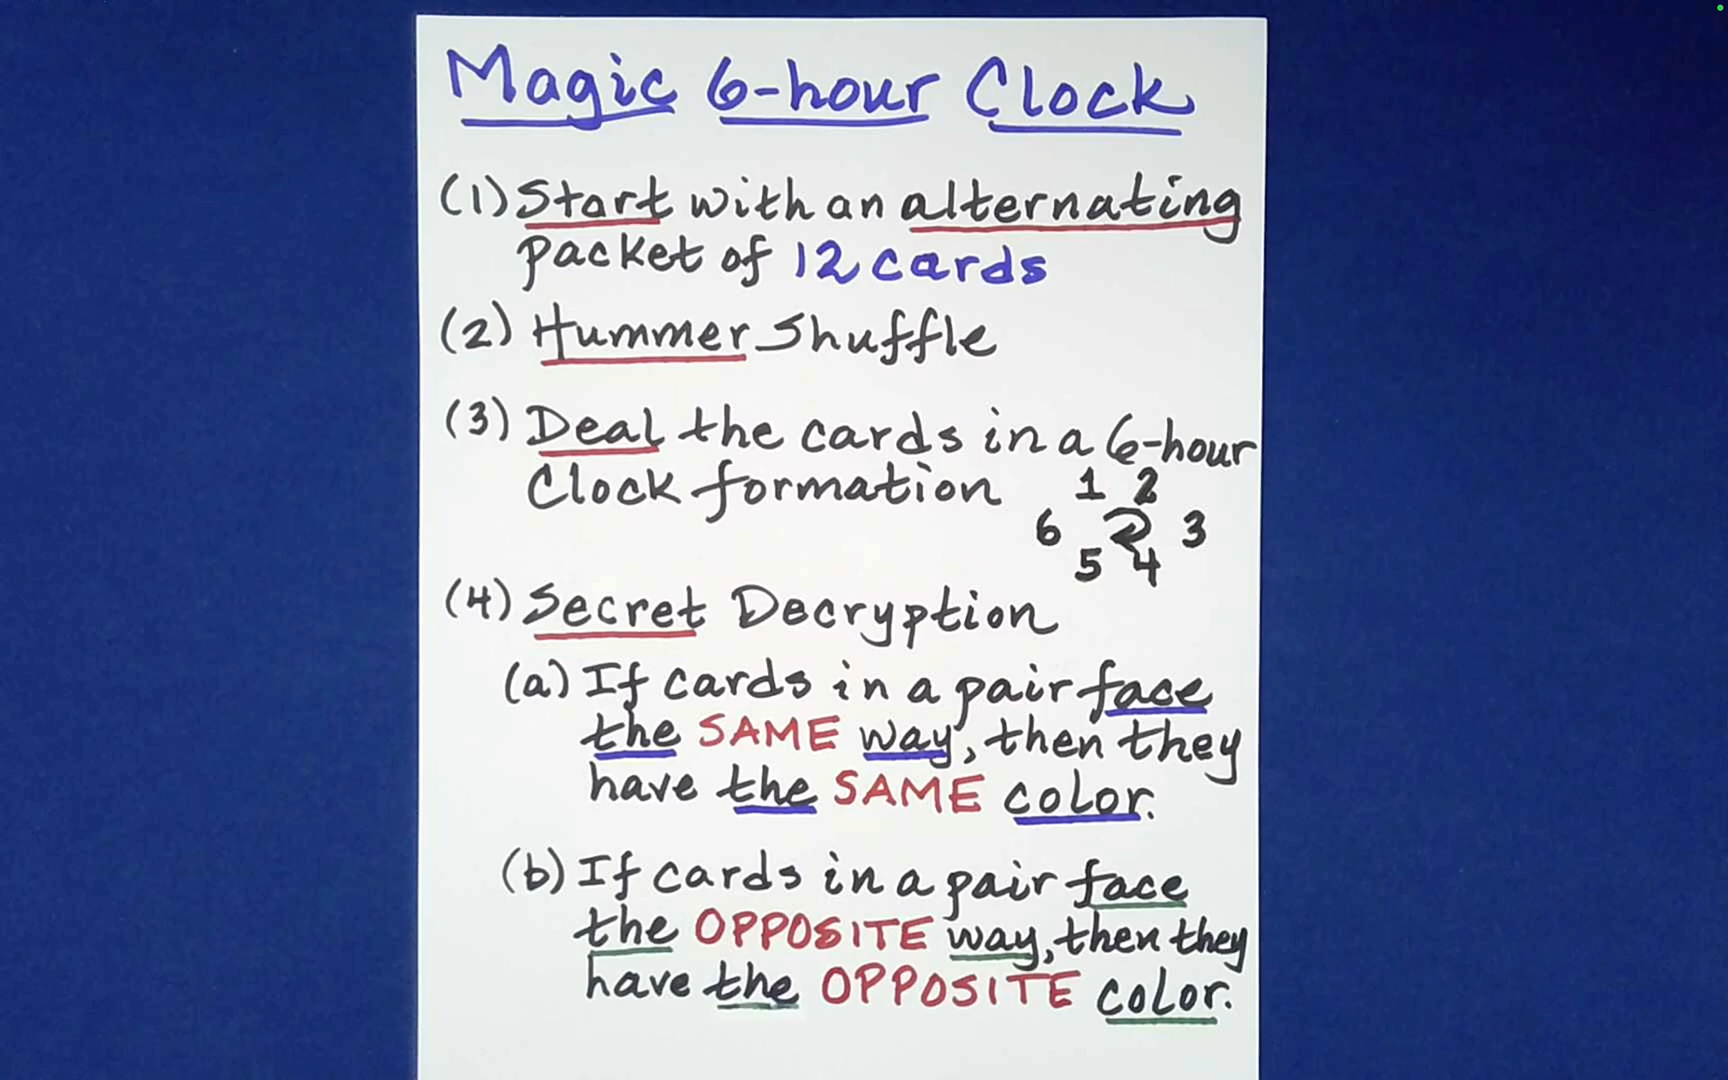 Magic 6-hour Clock
(1) Start with an alternating
packet of 12 cards
(2) Hummer Shuffle
(3) Deal the cards in a 6-hour
Clock formation 1 2
6 3
5 4
(4) Secret Decryption
(a) If cards in a pair face
the SAME way, then they
have the SAME color.
(b) If cards in a pair face
the OPPOSITE way, then they
have the OPPOSITE color.